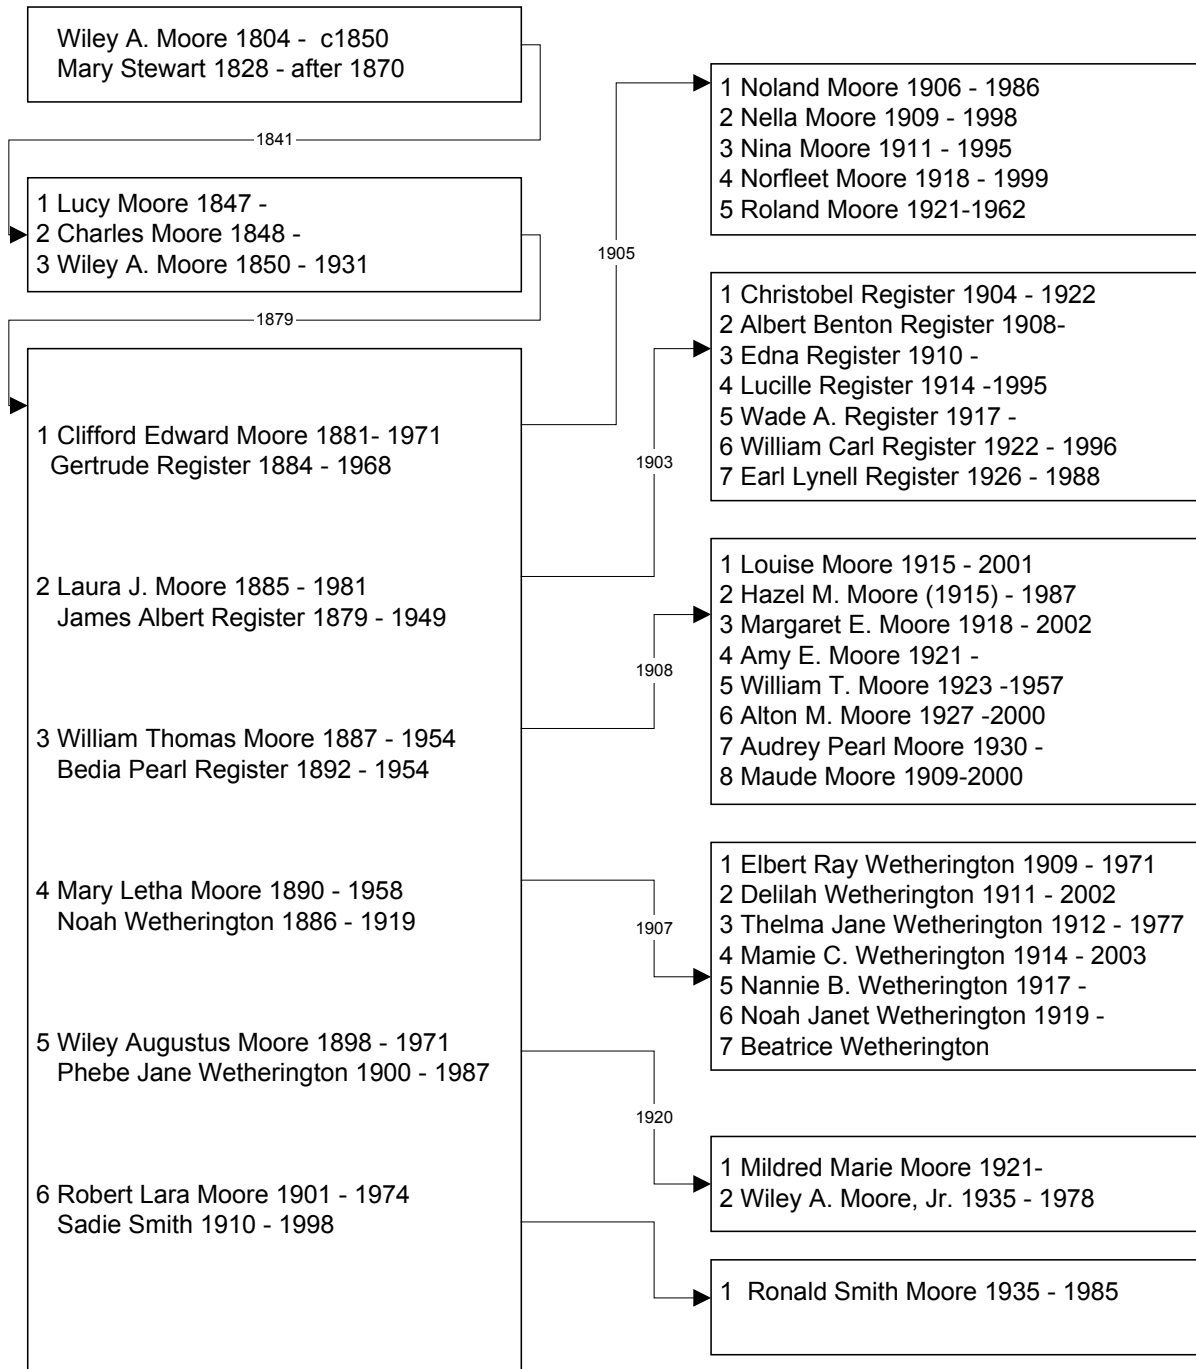 Wiley A. Moore 1804 -  c1850
Mary Stewart 1828 - after 1870
1841
1 Lucy Moore 1847 -
2 Charles Moore 1848 -
3 Wiley A. Moore 1850 - 1931
1879
1 Clifford Edward Moore 1881- 1971
Gertrude Register 1884 - 1968
2 Laura J. Moore 1885 - 1981
James Albert Register 1879 - 1949
3 William Thomas Moore 1887 - 1954
Bedia Pearl Register 1892 - 1954
4 Mary Letha Moore 1890 - 1958
Noah Wetherington 1886 - 1919
5 Wiley Augustus Moore 1898 - 1971
Phebe Jane Wetherington 1900 - 1987
6 Robert Lara Moore 1901 - 1974
Sadie Smith 1910 - 1998
1905
1903
1908
1907
1920
1 Noland Moore 1906 - 1986
2 Nella Moore 1909 - 1998
3 Nina Moore 1911 - 1995
4 Norfleet Moore 1918 - 1999
5 Roland Moore 1921-1962
1 Christobel Register 1904 - 1922
2 Albert Benton Register 1908-
3 Edna Register 1910 -
4 Lucille Register 1914 -1995
5 Wade A. Register 1917 -
6 William Carl Register 1922 - 1996
7 Earl Lynell Register 1926 - 1988
1 Louise Moore 1915 - 2001
2 Hazel M. Moore (1915) - 1987
3 Margaret E. Moore 1918 - 2002
4 Amy E. Moore 1921 -
5 William T. Moore 1923 -1957
6 Alton M. Moore 1927 -2000
7 Audrey Pearl Moore 1930 -
8 Maude Moore 1909-2000
1 Elbert Ray Wetherington 1909 - 1971
2 Delilah Wetherington 1911 - 2002
3 Thelma Jane Wetherington 1912 - 1977
4 Mamie C. Wetherington 1914 - 2003
5 Nannie B. Wetherington 1917 -
6 Noah Janet Wetherington 1919 -
7 Beatrice Wetherington
1 Mildred Marie Moore 1921-
2 Wiley A. Moore, Jr. 1935 - 1978
1  Ronald Smith Moore 1935 - 1985